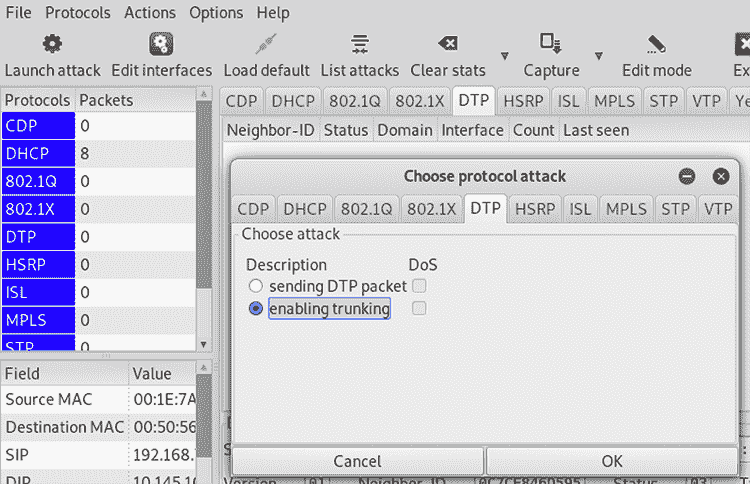 File Protocols Actions Options Help
Launch attack Edit interfaces Load default List attacks Clear stats Capture Edit mode
Protocols Packets
CDP 0
DHCP 8
802.1Q 0
802.1X 0
DTP 0
HSRP 0
ISL 0
MPLS 0
STP 0
Field Value
Source MAC 00:1E:7A
Destination MAC 00:50:56
SIP 192.168.
DIP 10.145.10
CDP DHCP 802.1Q 802.1X DTP HSRP ISL MPLS STP VTP Ye
Neighbor-ID Status Domain Interface Count Last seen
Choose protocol attack
CDP DHCP 802.1Q 802.1X DTP HSRP ISL MPLS STP VTP
Choose attack
Description DoS
sending DTP packet
enabling trunking
Cancel OK
Version 01 Neighbor-ID 0C7CF846D595 Status 03